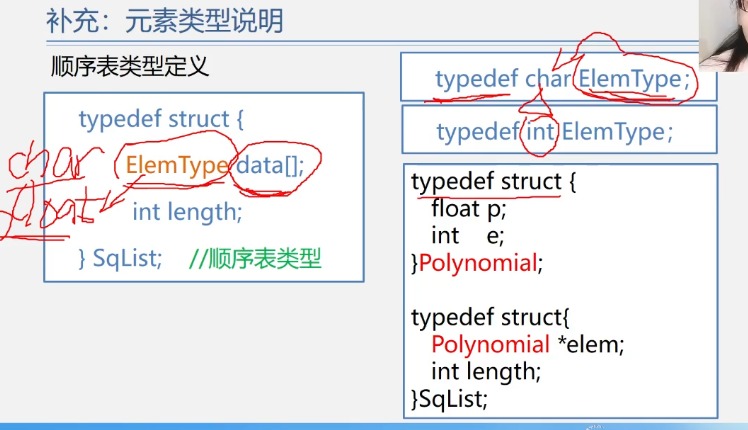 补充：元素类型说明
顺序表类型定义
typedef struct {
ElemType data[];
int length;
} SqList; //顺序表类型
char
float
typedef char ElemType;
typedef int ElemType;
typedef struct {
float p;
int e;
}Polynomial;
typedef struct{
Polynomial *elem;
int length;
}SqList;